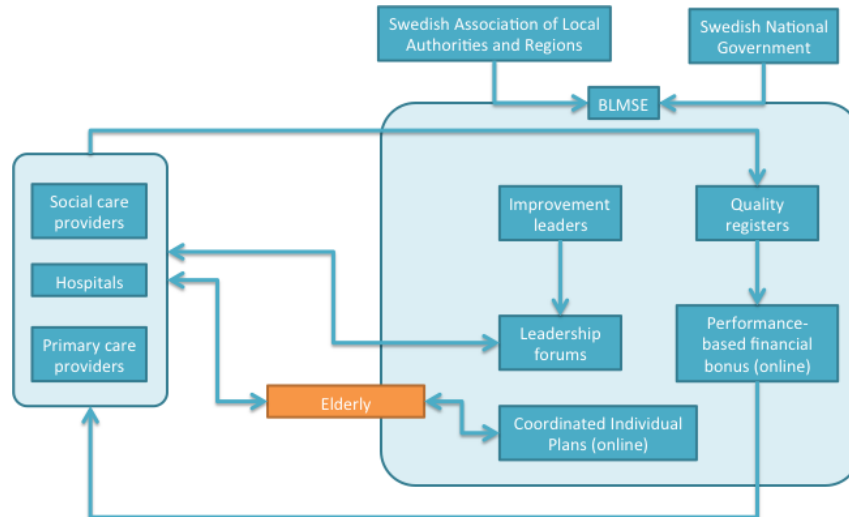 Swedish Association of Local
Authorities and Regions
Swedish National
Government
BLMSE
Social care
providers
Hospitals
Primary care
providers
Improvement
leaders
Quality
registers
Leadership
forums
Performance-
based financial
bonus (online)
Elderly
Coordinated Individual
Plans (online)